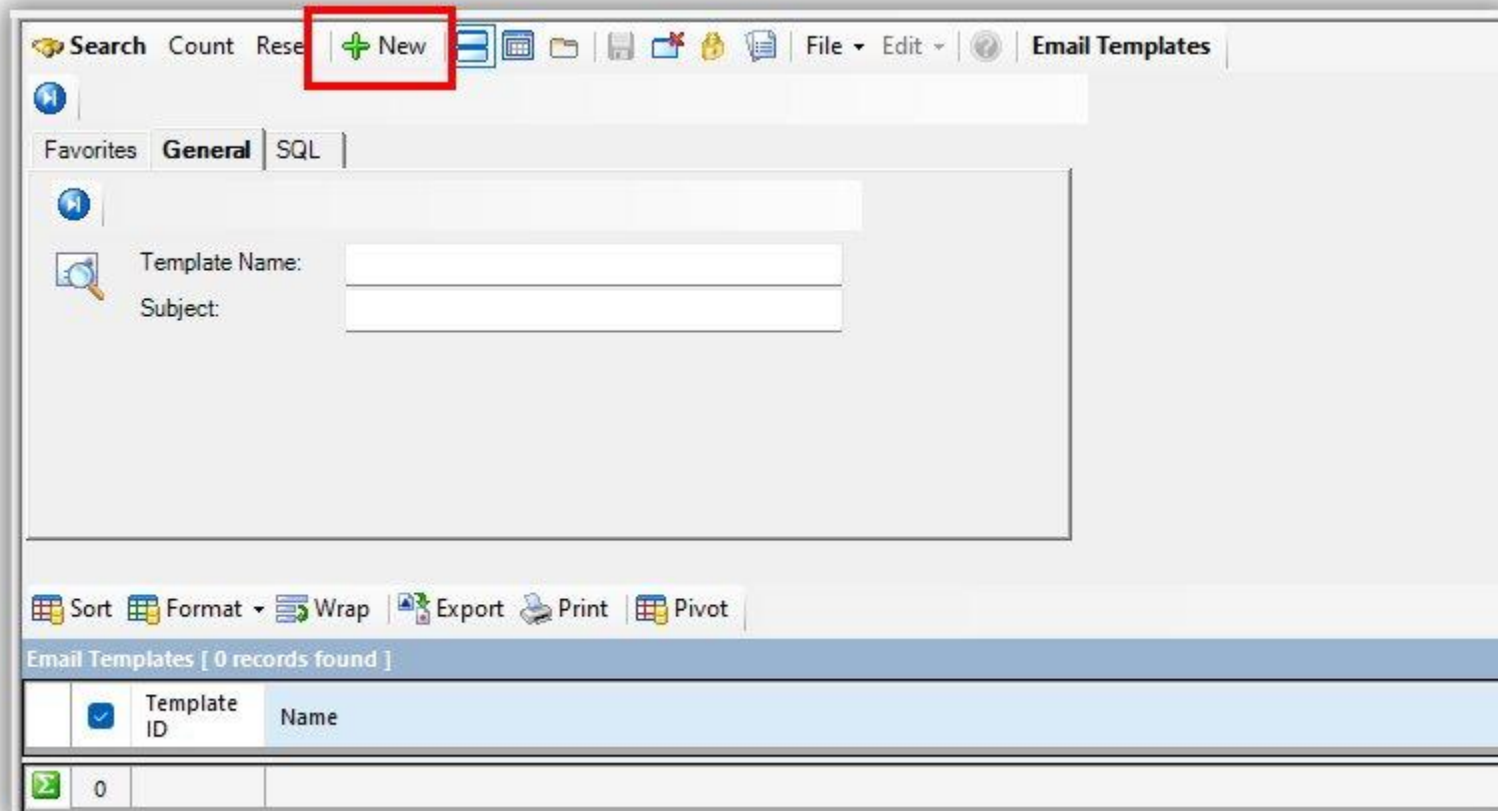 Search Count Rese New File Edit Email Templates
Favorites General SQL
Template Name:
Subject:
Sort Format Wrap Export Print Pivot
Email Templates [ 0 records found ]
Template
ID
Name
0